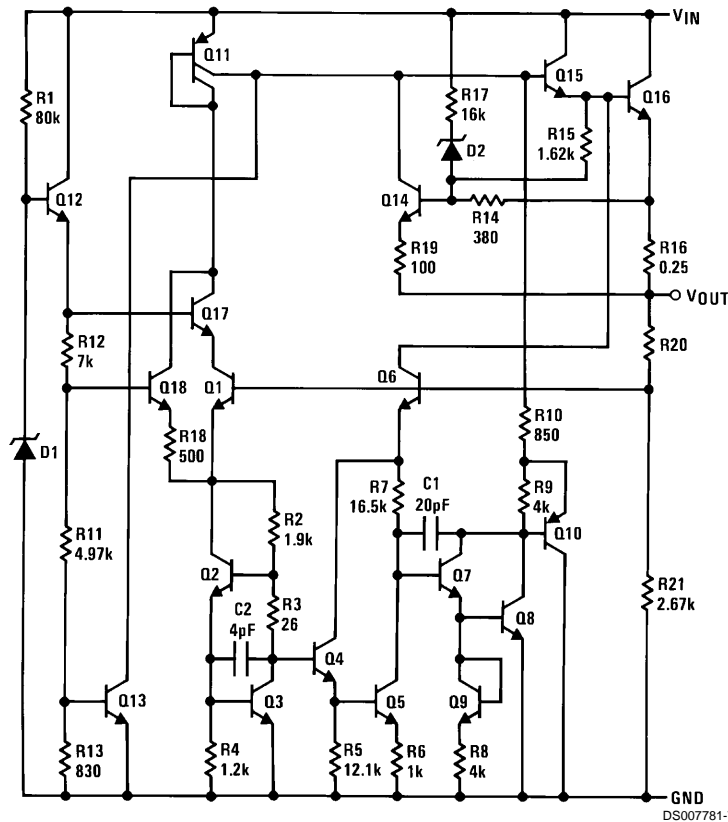 VIN
Q11
Q15
R1
80k
R17
16k
Q16
R15
1.62k
D2
Q12
Q14
R14
380
R19
100
R16
0.25
VOUT
Q17
R12
7k
Q6
R20
Q18
Q1
R18
500
R10
850
D1
R7
16.5k
C1
20pF
R9
4k
Q10
R2
1.9k
R11
4.97k
Q2
Q7
R3
26
C2
4pF
Q8
R21
2.67k
Q4
Q13
Q3
Q5
Q9
R13
830
R4
1.2k
R5
12.1k
R6
1k
R8
4k
GND
DS007781-